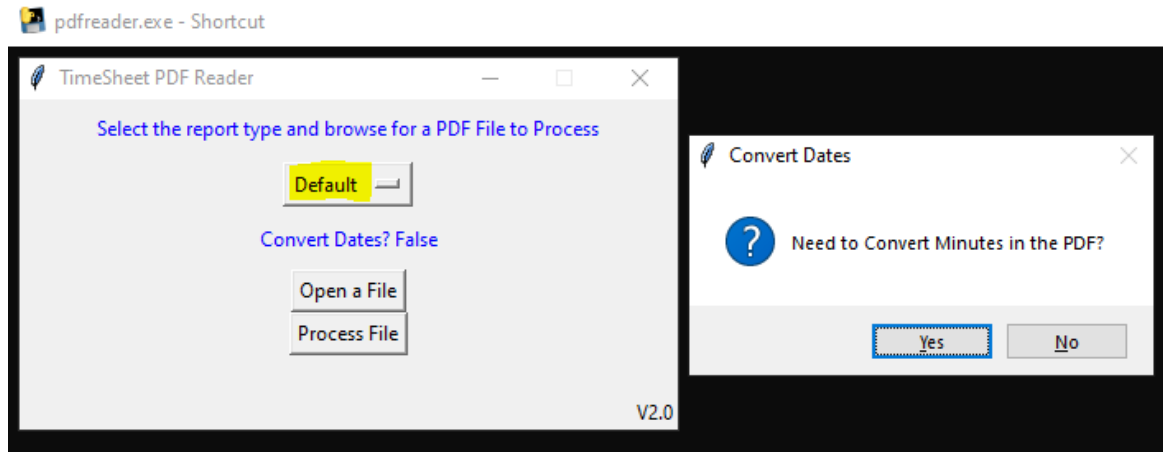 pdfreader.exe - Shortcut
TimeSheet PDF Reader
Select the report type and browse for a PDF File to Process
Default
Convert Dates? False
Open a File
Process File
V2.0
Convert Dates
Need to Convert Minutes in the PDF?
Yes
No